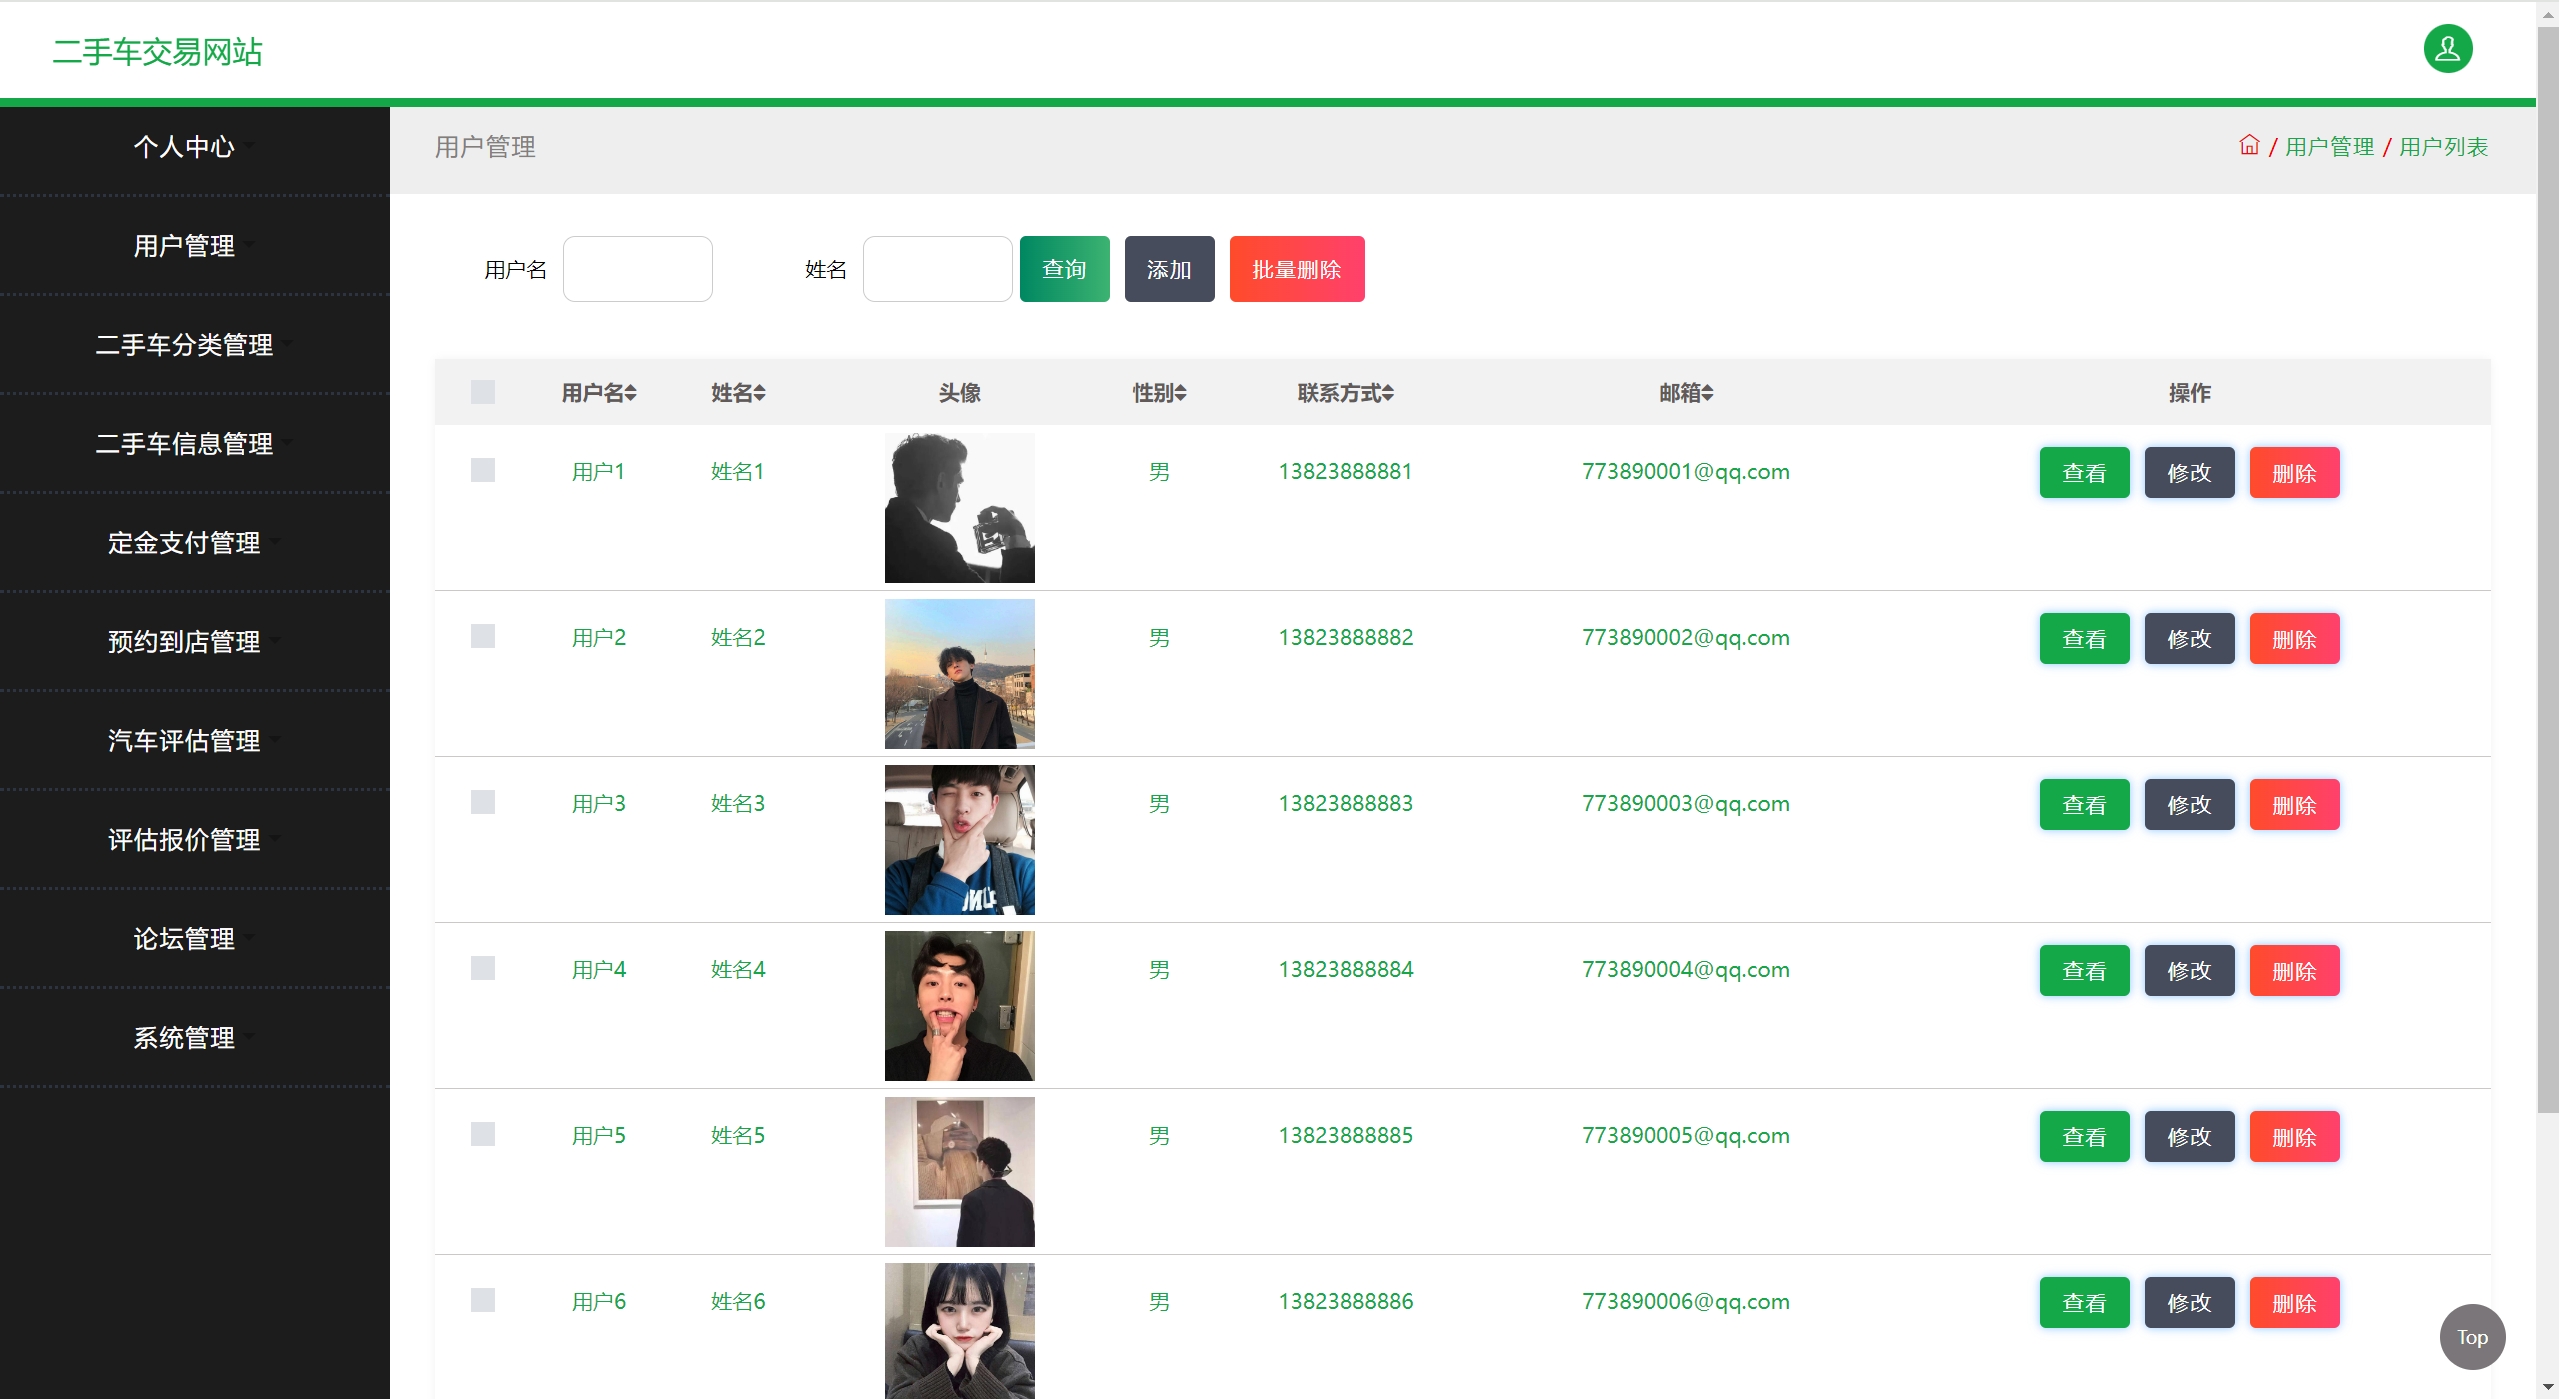 二手车交易网站
个人中心
用户管理
二手车分类管理
二手车信息管理
定金支付管理
预约到店管理
汽车评估管理
评估报价管理
论坛管理
系统管理
用户管理
/ 用户管理 / 用户列表
用户名 姓名 查询 添加 批量删除
用户名 姓名 头像 性别 联系方式 邮箱 操作
用户1 姓名1 男 13823888881 773890001@qq.com 查看 修改 删除
用户2 姓名2 男 13823888882 773890002@qq.com 查看 修改 删除
用户3 姓名3 男 13823888883 773890003@qq.com 查看 修改 删除
用户4 姓名4 男 13823888884 773890004@qq.com 查看 修改 删除
用户5 姓名5 男 13823888885 773890005@qq.com 查看 修改 删除
用户6 姓名6 男 13823888886 773890006@qq.com 查看 修改 删除
Top